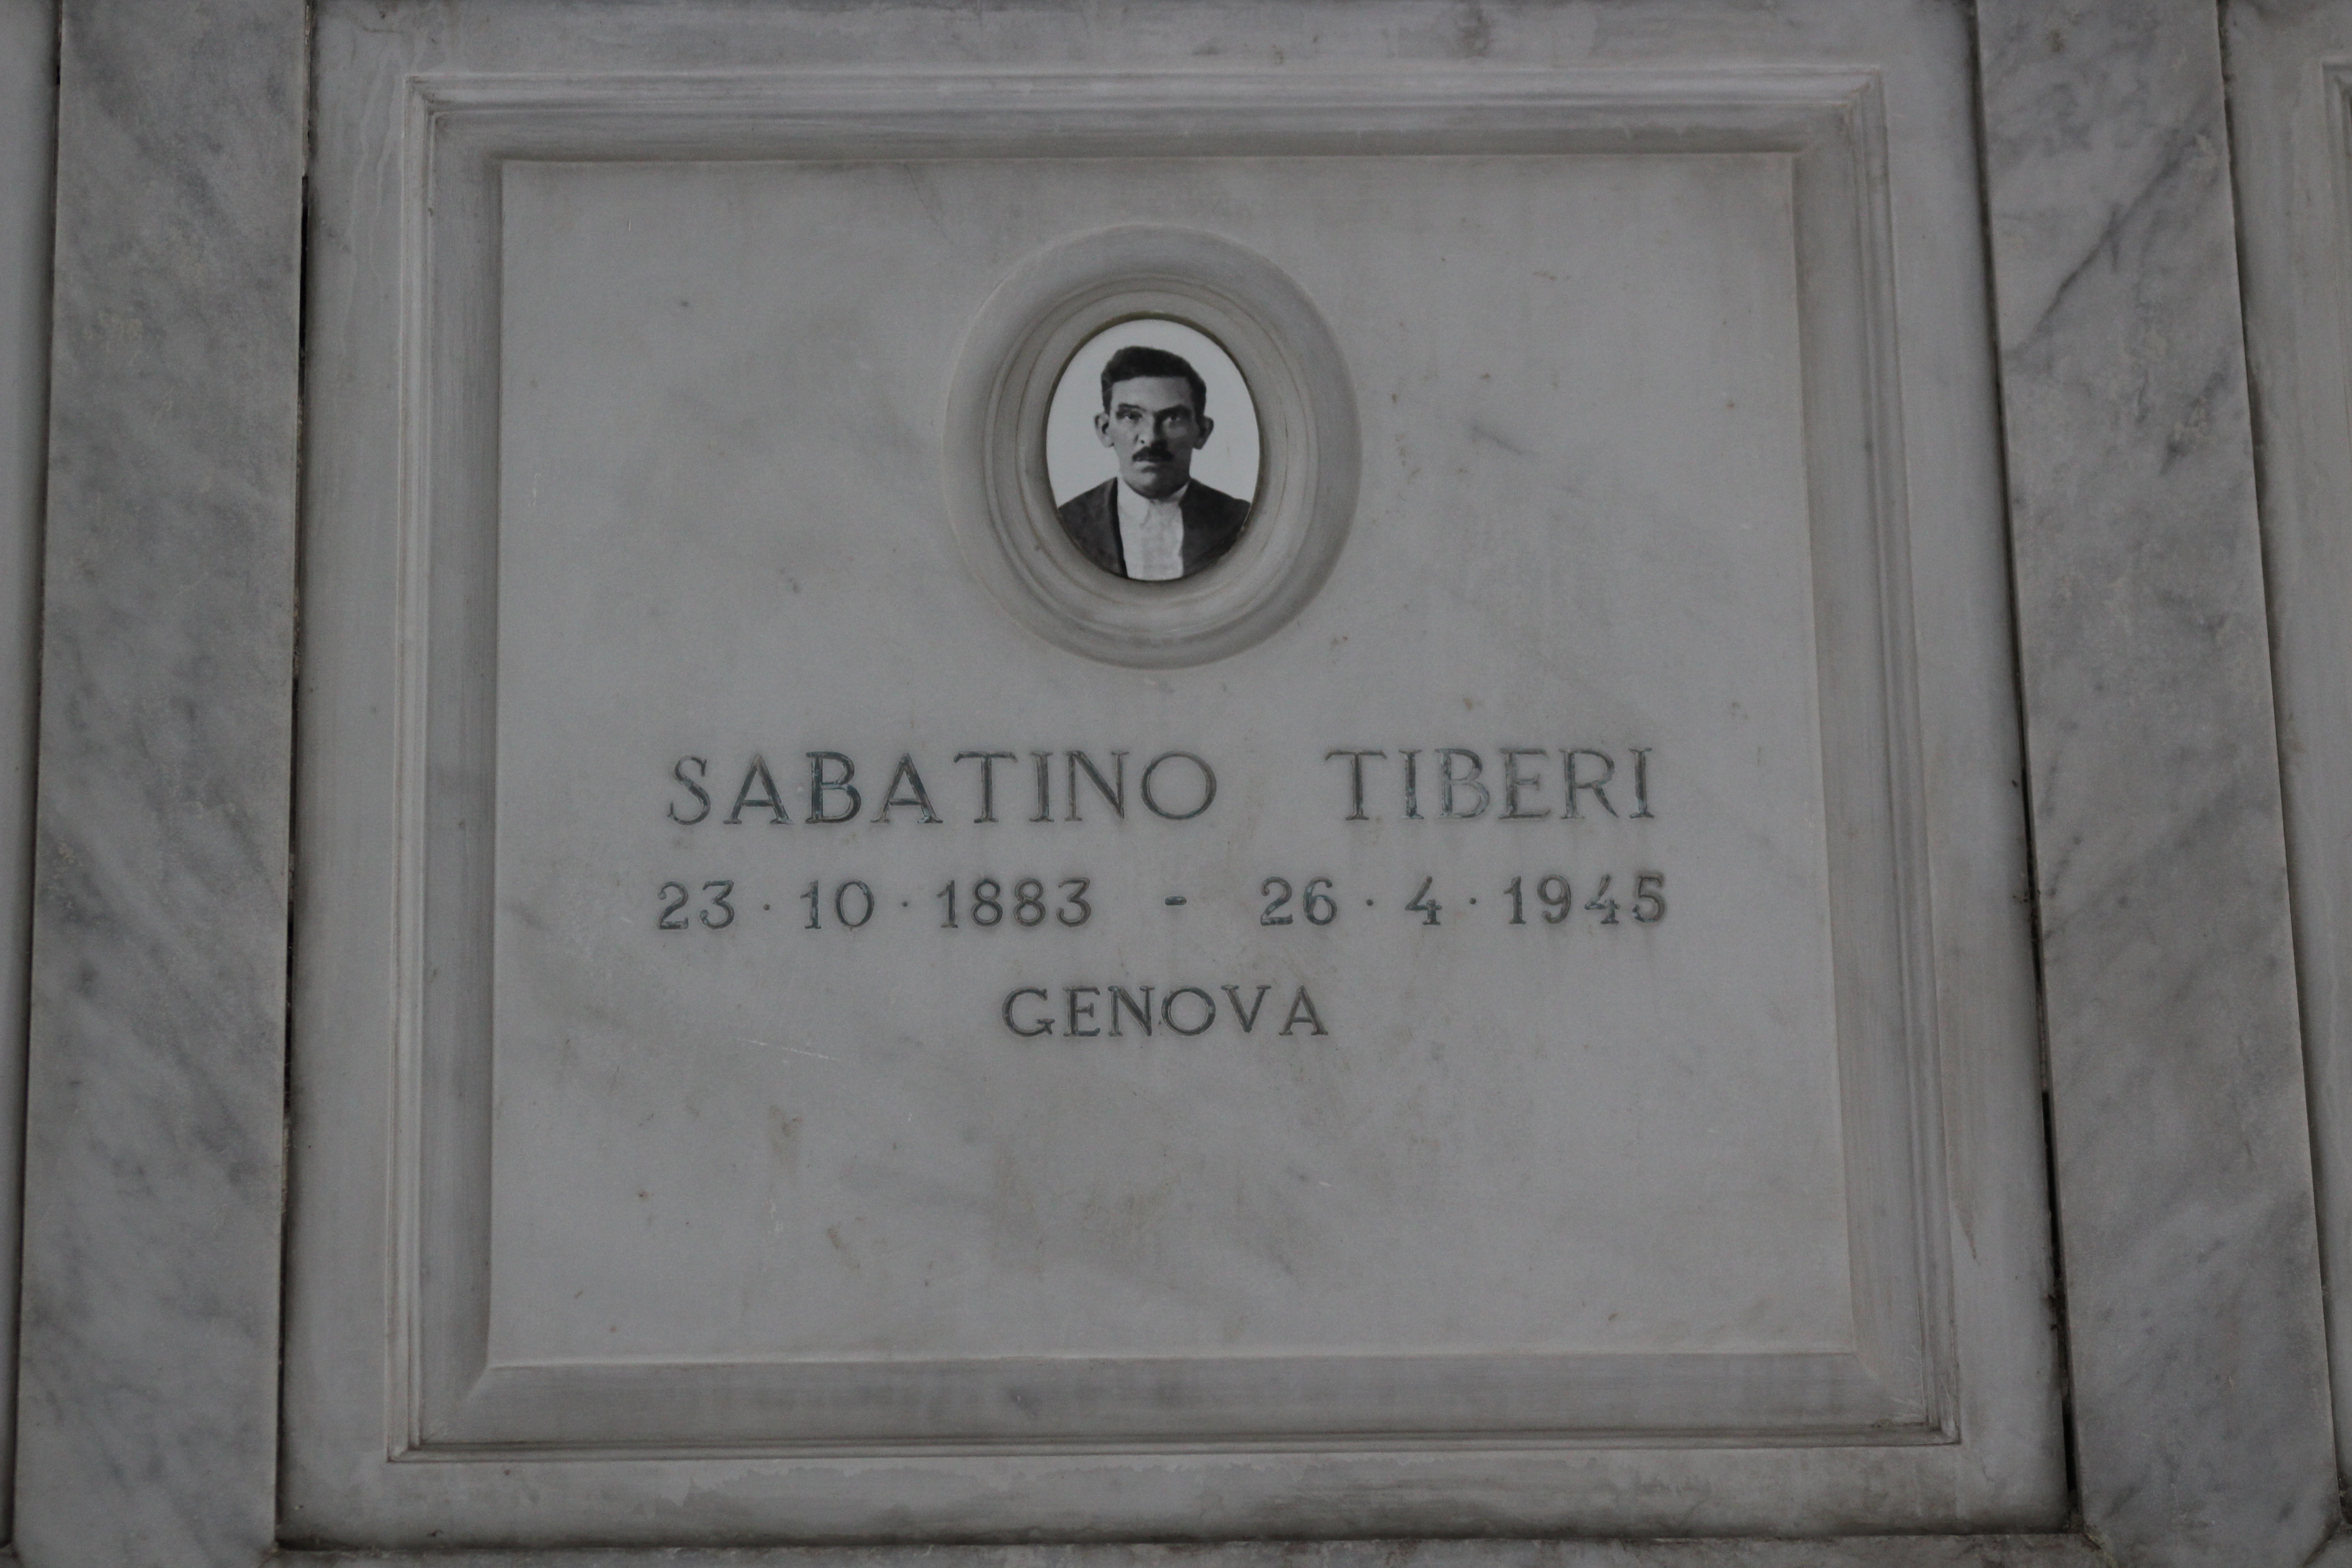 SABATINO TIBERI
23·10·1883 - 26·4·1945
GENOVA